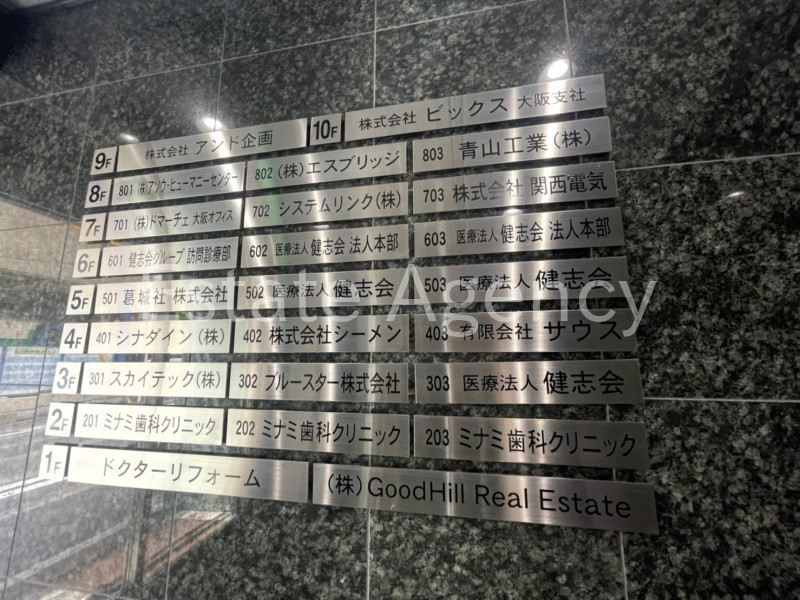 10F 株式会社 ビックス 大阪支社
9F 株式会社 アンド企画
8F 801 (株)アソウ・ヒューマニーセンター 802 (株)エスブリッジ 803 青山工業(株)
7F 701 (株)ドマーチェ 大阪オフィス 702 システムリンク(株) 703 株式会社 関西電気
6F 601 健志会グループ 訪問診療部 602 医療法人 健志会 法人本部 603 医療法人 健志会 法人本部
5F 501 葛城社 株式会社 502 医療法人 健志会 503 医療法人 健志会
4F 401 シナダイン(株) 402 株式会社シーメン 403 有限会社 サウス
3F 301 スカイテック(株) 302 ブルースター株式会社 303 医療法人 健志会
2F 201 ミナミ歯科クリニック 202 ミナミ歯科クリニック 203 ミナミ歯科クリニック
1F ドクターリフォーム (株)GoodHill Real Estate
Estate Agency